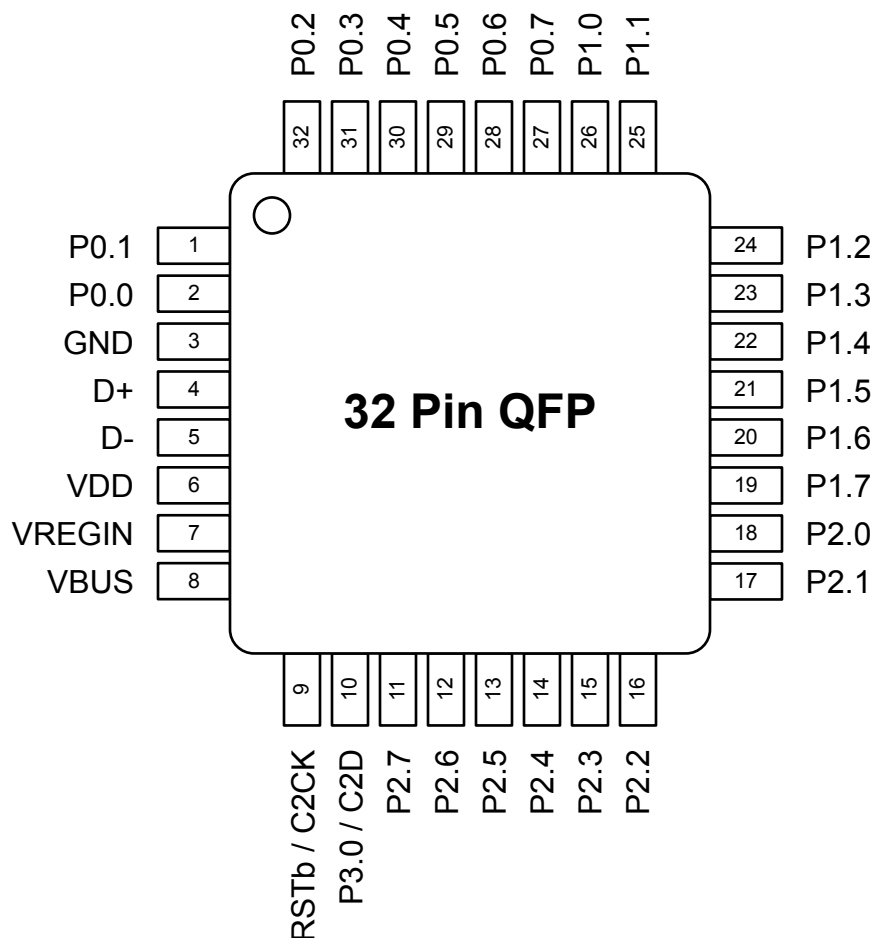 P0.2 P0.3 P0.4 P0.5 P0.6 P0.7 P1.0 P1.1
32 31 30 29 28 27 26 25
P0.1 1 24 P1.2
P0.0 2 23 P1.3
GND 3 22 P1.4
D+ 4 21 P1.5
32 Pin QFP
D- 5 20 P1.6
VDD 6 19 P1.7
VREGIN 7 18 P2.0
VBUS 8 17 P2.1
9 10 11 12 13 14 15 16
RSTb / C2CK P3.0 / C2D P2.7 P2.6 P2.5 P2.4 P2.3 P2.2